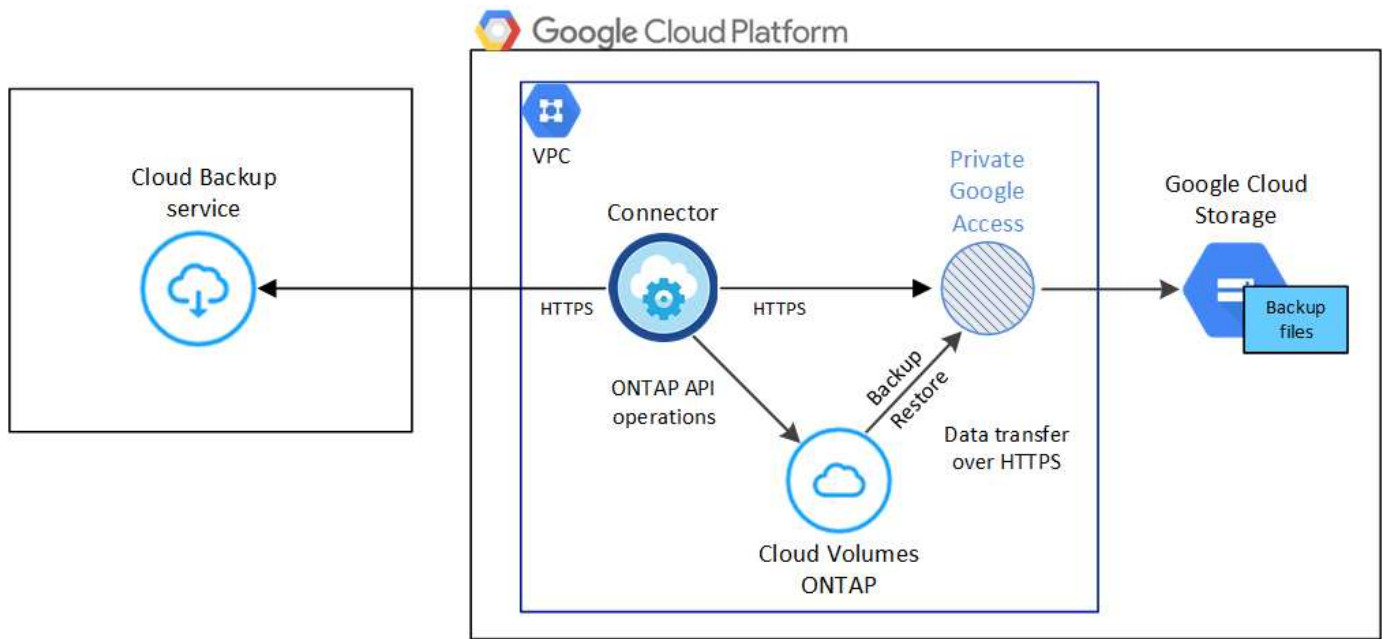 Google Cloud Platform
VPC
Cloud Backup
service
Connector
Private
Google
Access
Google Cloud
Storage
HTTPS
HTTPS
Backup
files
ONTAP API
operations
Backup
Restore
Data transfer
over HTTPS
Cloud Volumes
ONTAP